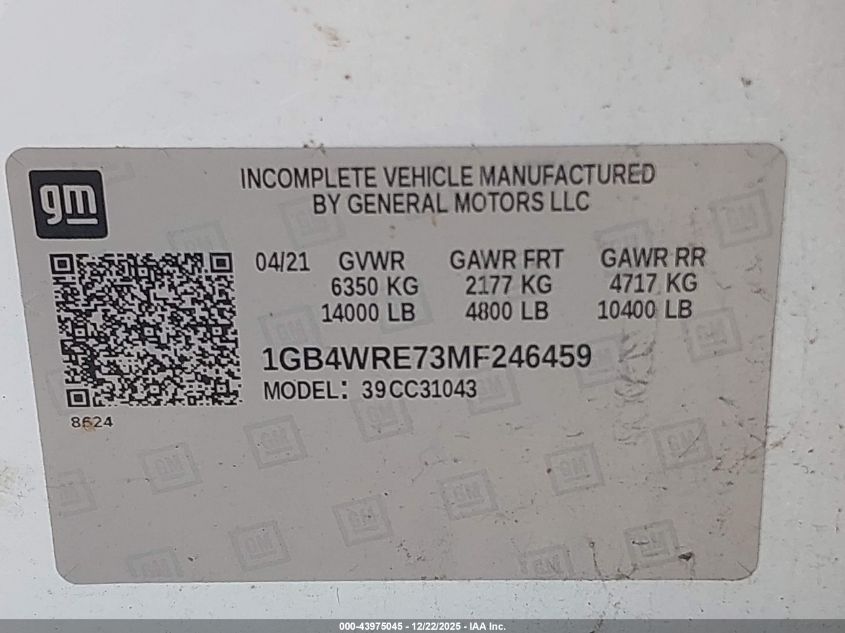 gm
INCOMPLETE VEHICLE MANUFACTURED
BY GENERAL MOTORS LLC
04/21 GVWR GAWR FRT GAWR RR
6350 KG 2177 KG 4717 KG
14000 LB 4800 LB 10400 LB
1GB4WRE73MF246459
MODEL: 39CC31043
8624
000-43975045 - 12/22/2025 - IAA Inc.